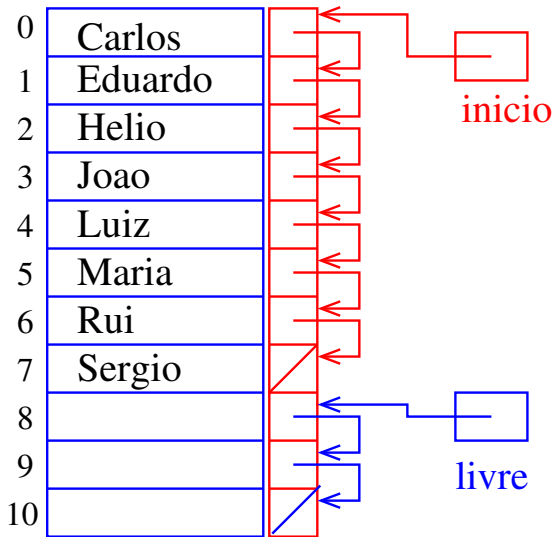 0 Carlos
1 Eduardo
inicio
2 Helio
3 Joao
4 Luiz
5 Maria
6 Rui
7 Sergio
8
9
livre
10